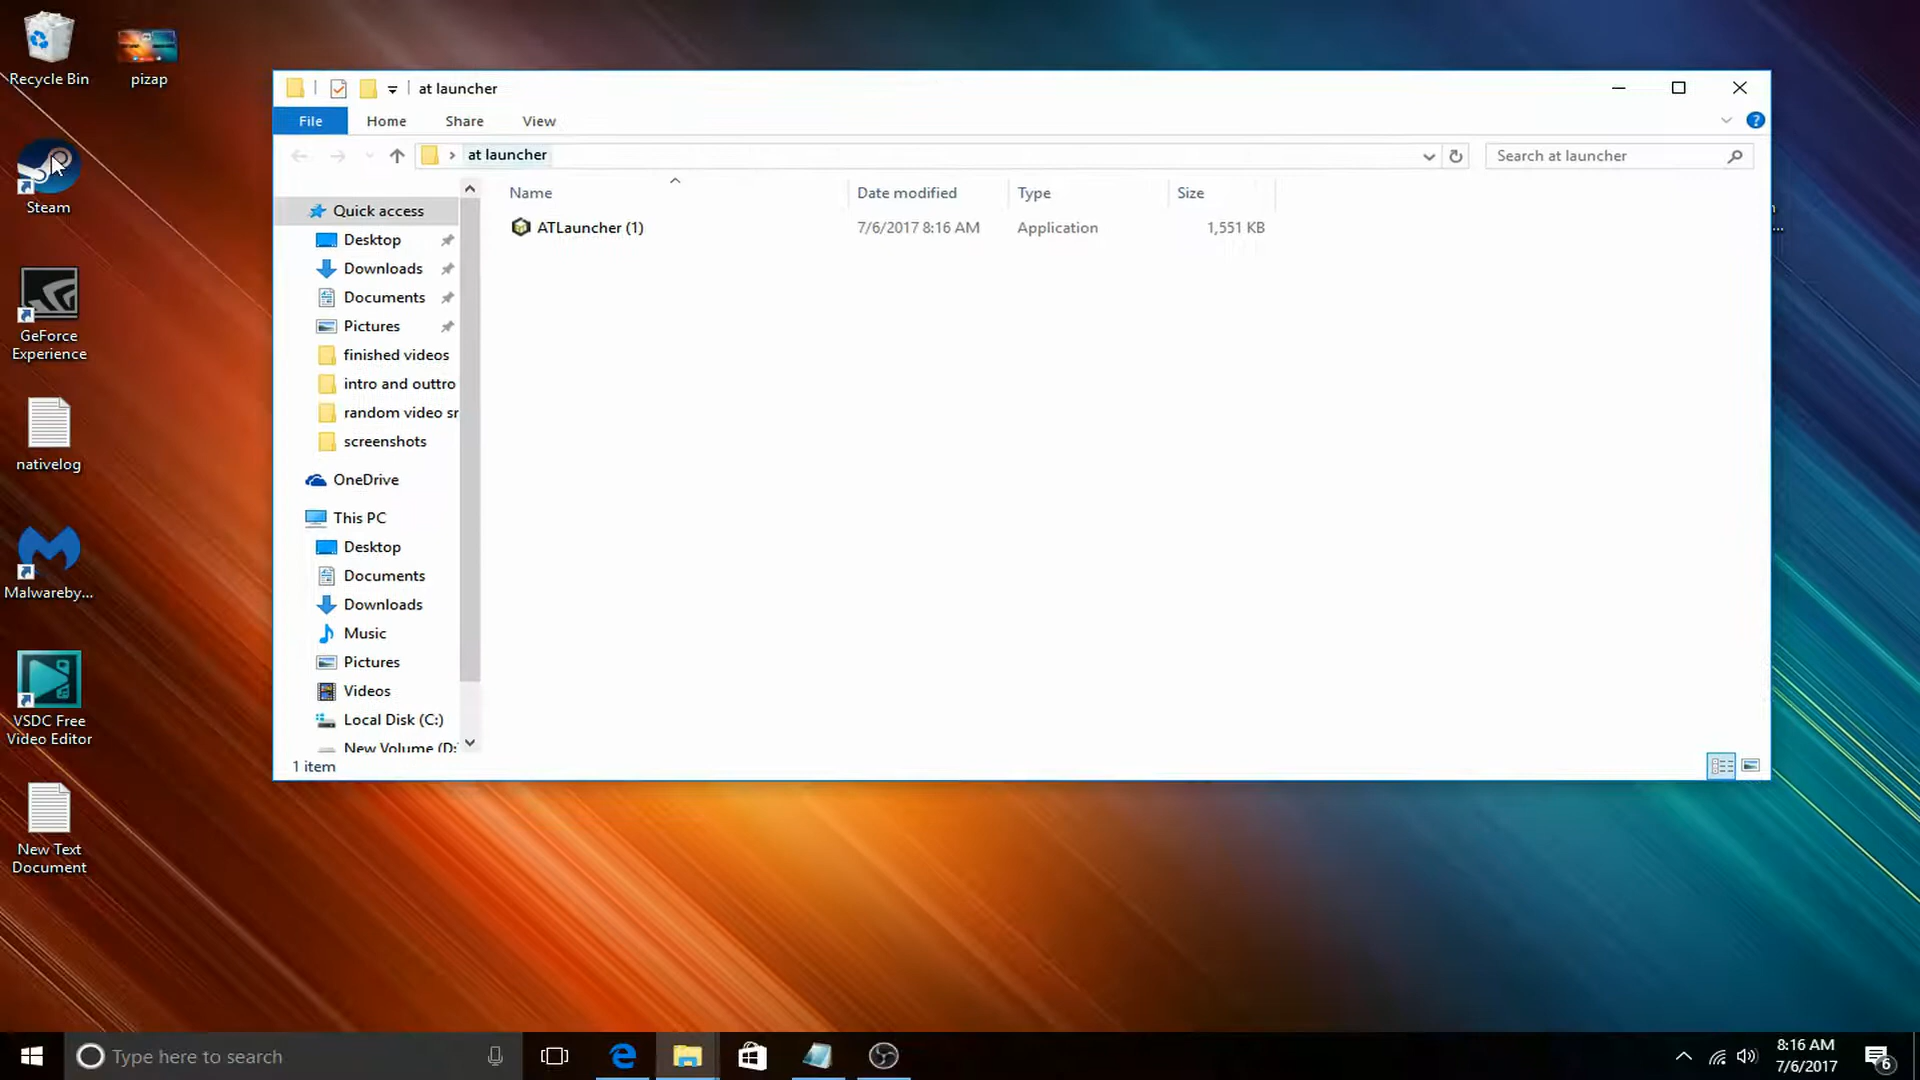 Recycle Bin
pizap
Steam
GeForce
Experience
nativelog
Malwareby...
VSDC Free
Video Editor
New Text
Document
at launcher
File
Home
Share
View
at launcher
Search at launcher
Name
Date modified
Type
Size
ATLauncher (1)
7/6/2017 8:16 AM
Application
1,551 KB
Quick access
Desktop
Downloads
Documents
Pictures
finished videos
intro and outtro
random video sr
screenshots
OneDrive
This PC
Desktop
Documents
Downloads
Music
Pictures
Videos
Local Disk (C:)
New Volume (D:
1 item
Type here to search
8:16 AM
7/6/2017
6